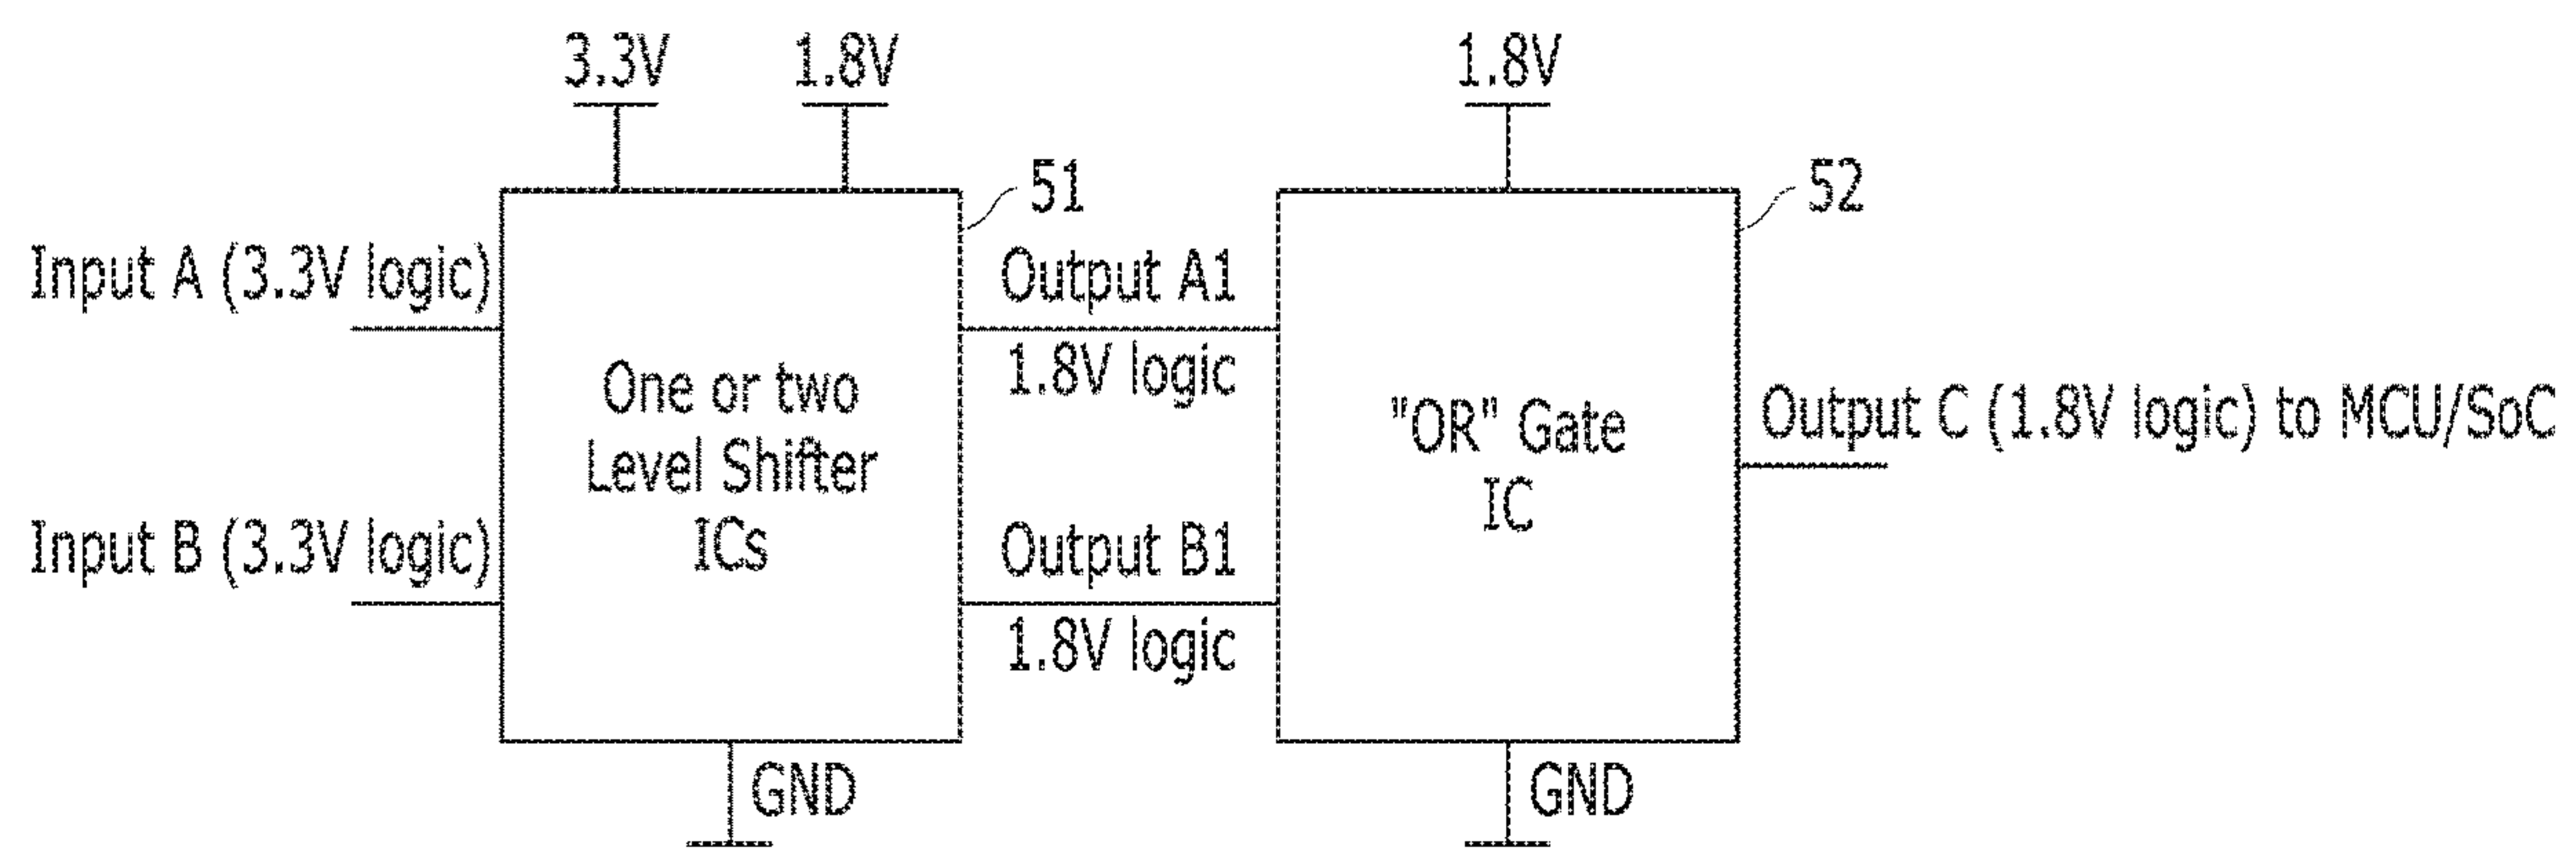 3.3V
1.8V
1.8V
51
52
Input A (3.3V logic)
Output A1
1.8V logic
One or two
Level Shifter
ICs
"OR" Gate
IC
Output C (1.8V logic) to MCU/SoC
Input B (3.3V logic)
Output B1
1.8V logic
GND
GND